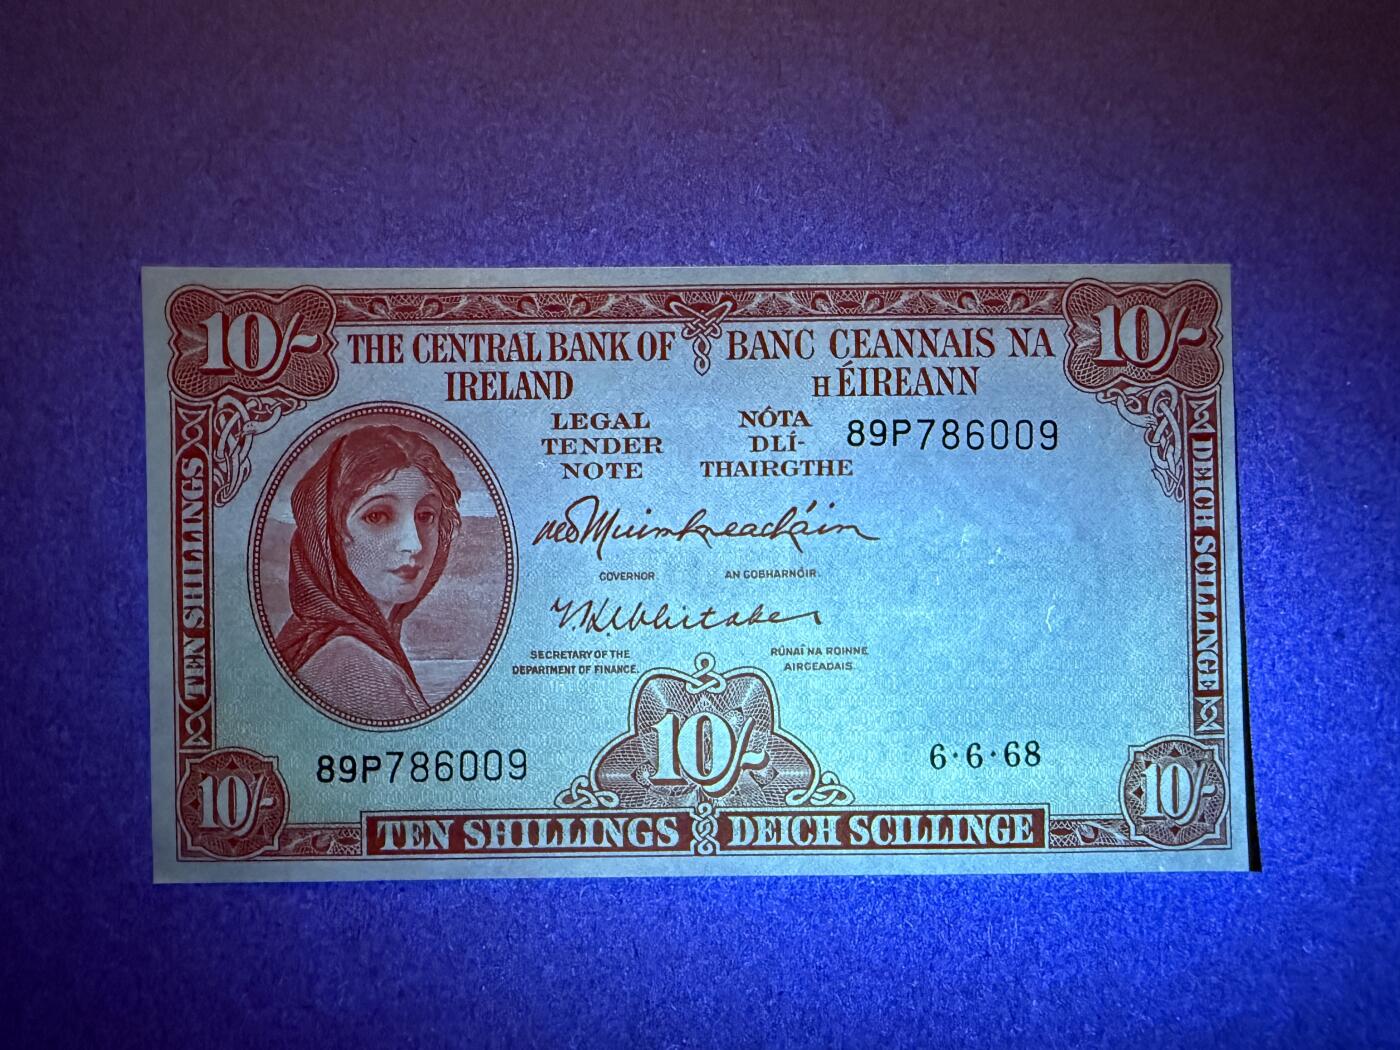 10/-
10/-
THE CENTRAL BANK OF
IRELAND
BANC CEANNAIS NA
H ÉIREANN
LEGAL
TENDER
NOTE
NÓTA
DLÍ-
THAIRGTHE
89P786009
TEN SHILLINGS
DEICH SCILLINGE
GOVERNOR.
AN GOBHARNÓIR.
T.K. Whitaker
SECRETARY OF THE
DEPARTMENT OF FINANCE.
RÚNAÍ NA ROINNE
AIRGEADAIS.
10/-
89P786009
6·6·68
10/-
10/-
TEN SHILLINGS
DEICH SCILLINGE